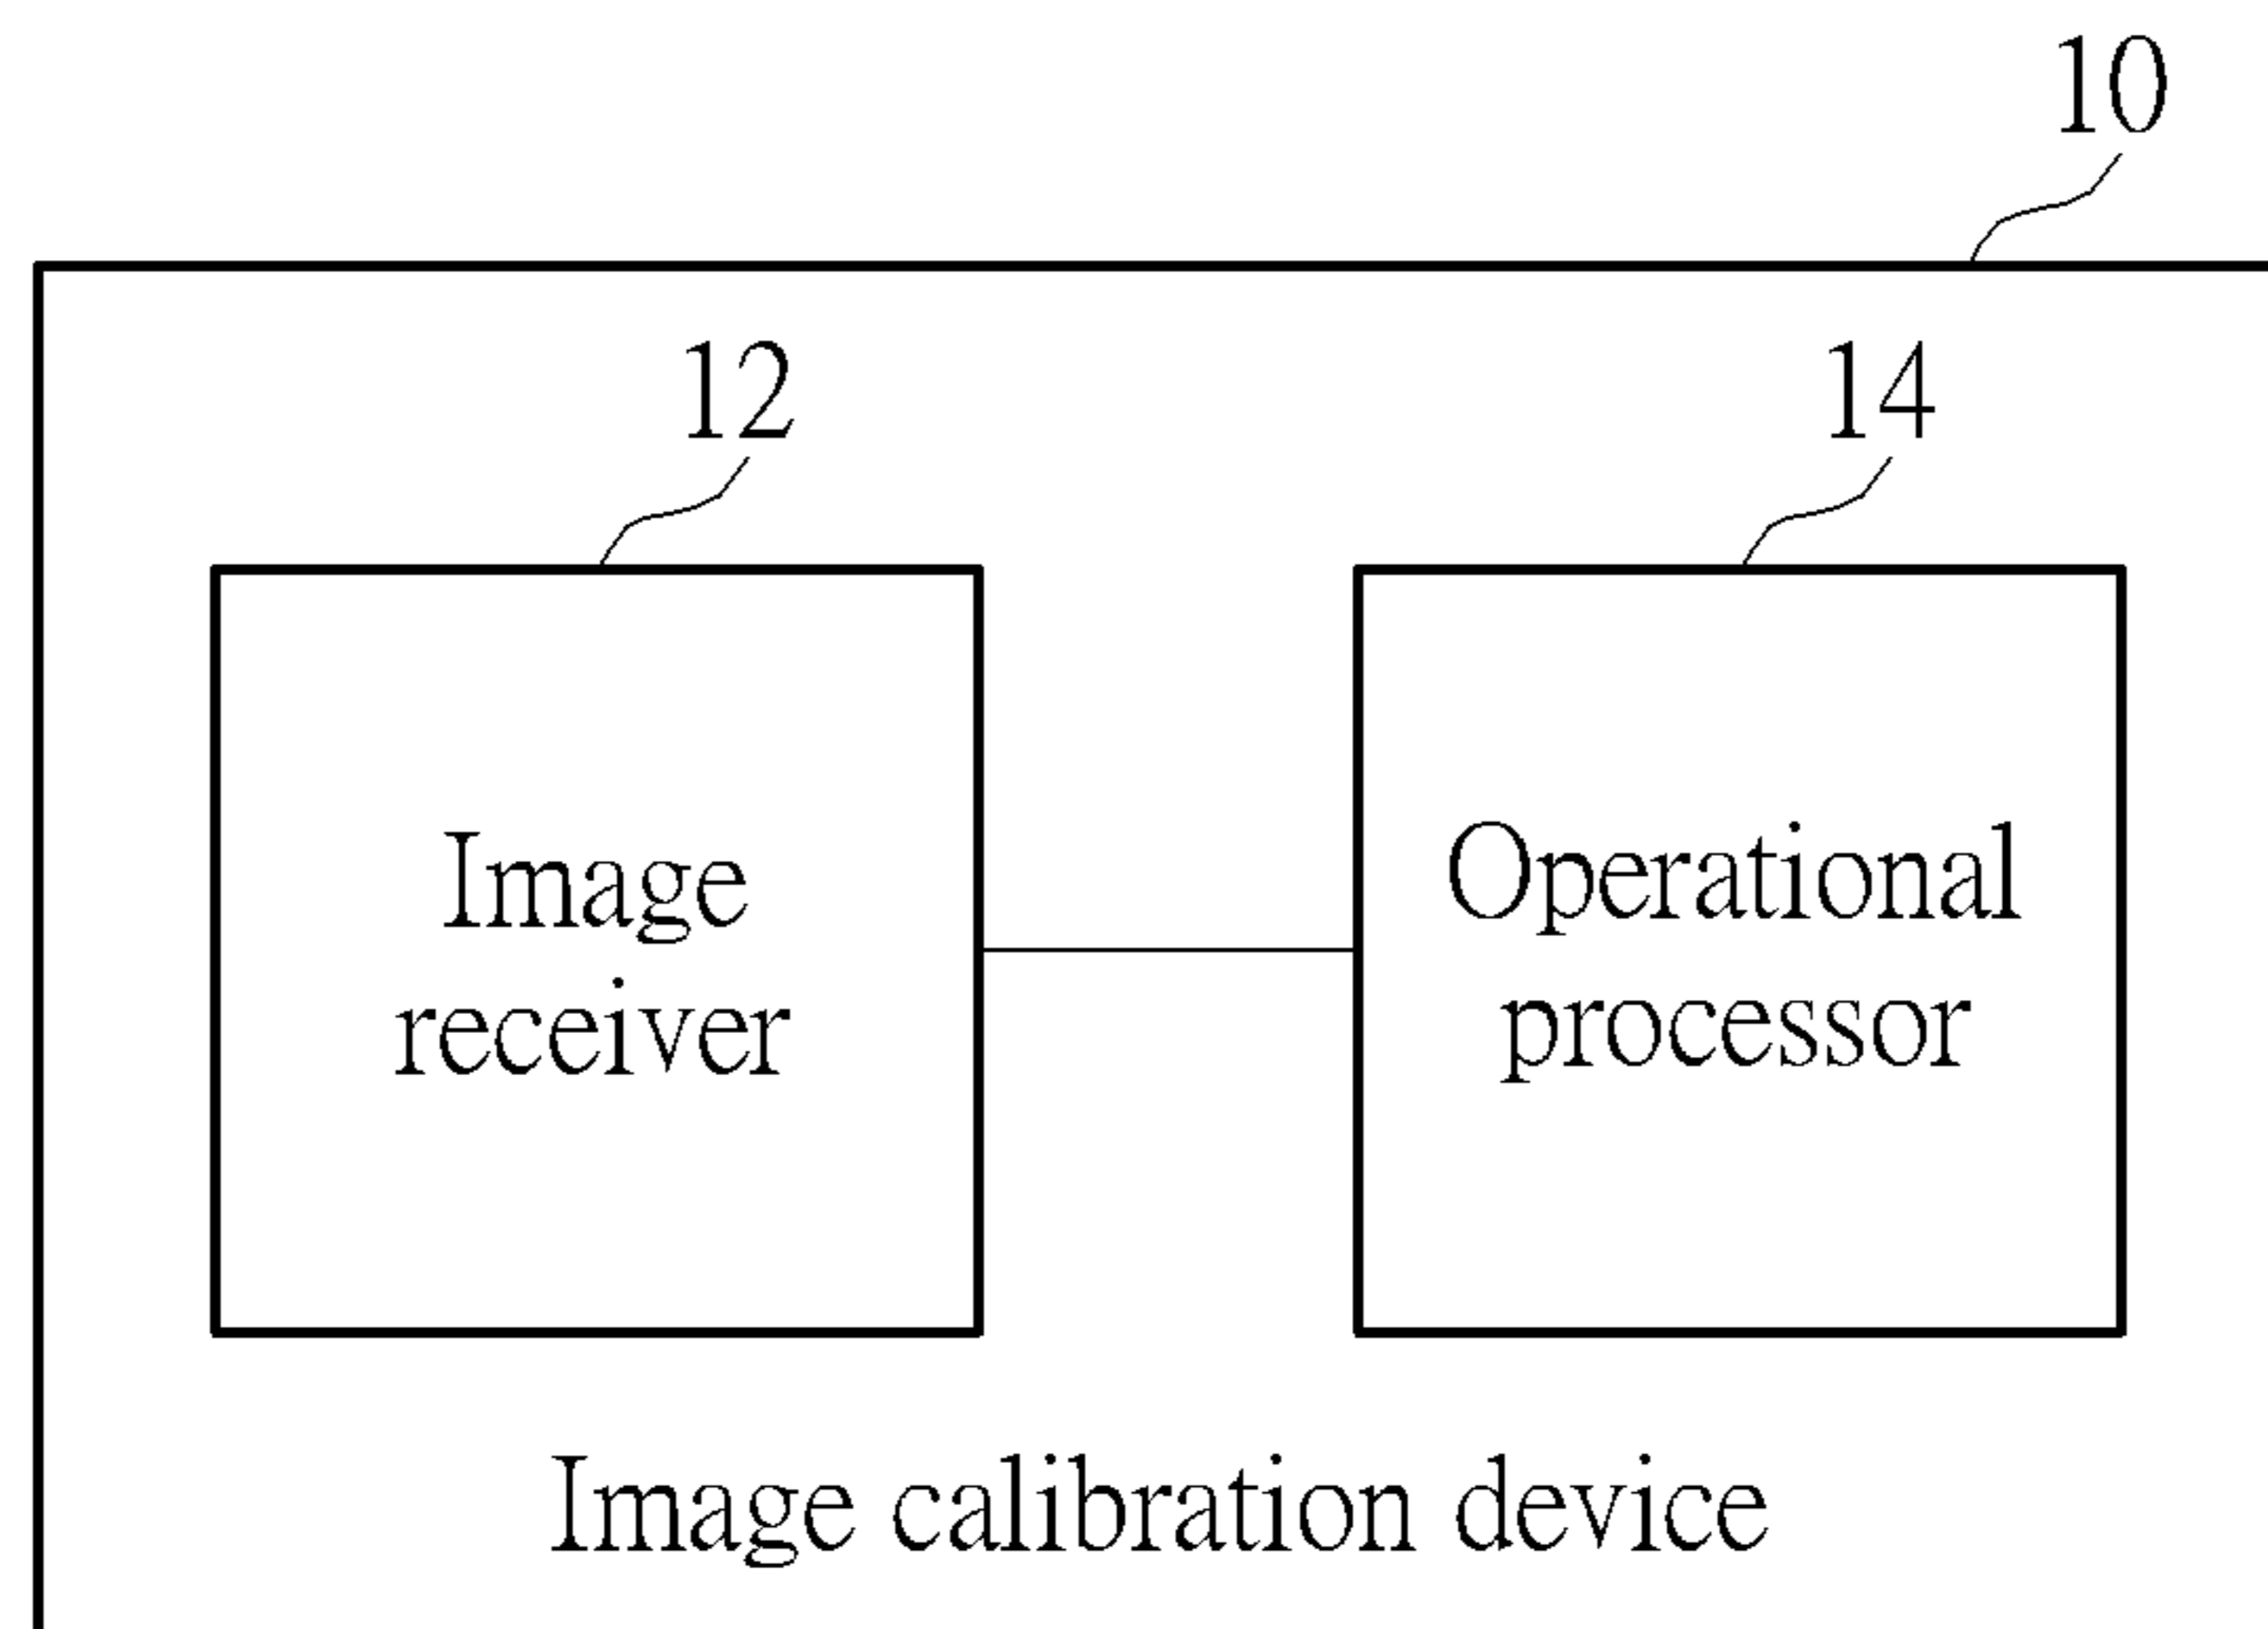 10
12
14
Image
receiver
Operational
processor
Image calibration device